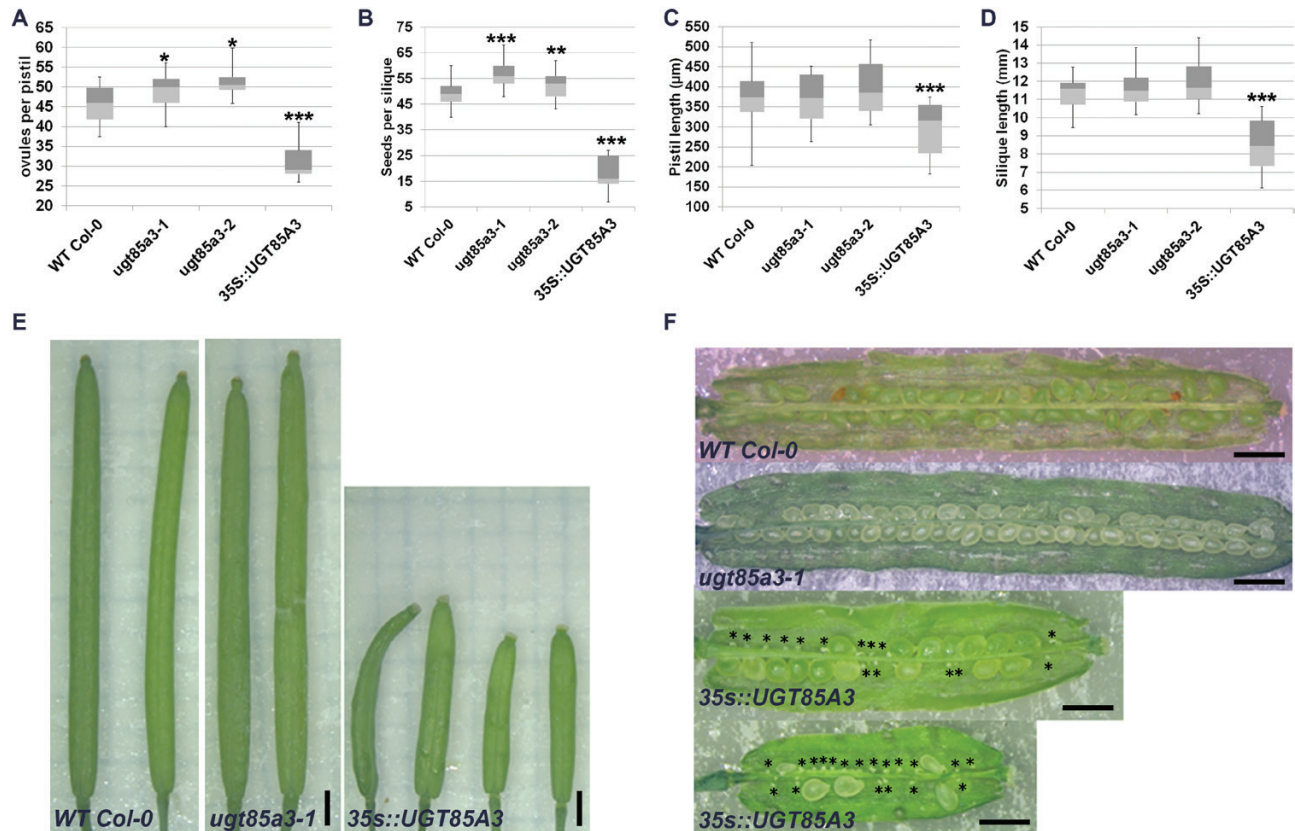 A
ovules per pistil
65
60
55
50
45
40
35
30
25
20
*
*
***
WT Col-0
ugt85a3-1
ugt85a3-2
35S::UGT85A3
B
Seeds per silique
75
65
55
45
35
25
15
5
***
**
***
WT Col-0
ugt85a3-1
ugt85a3-2
35S::UGT85A3
C
Pistil length (µm)
550
500
450
400
350
300
250
200
150
100
***
WT Col-0
ugt85a3-1
ugt85a3-2
35S::UGT85A3
D
Silique length (mm)
15
14
13
12
11
10
9
8
7
6
5
***
WT Col-0
ugt85a3-1
ugt85a3-2
35S::UGT85A3
E
WT Col-0
ugt85a3-1
35s::UGT85A3
F
WT Col-0
ugt85a3-1
* * * * * * *** *
** ** *
35s::UGT85A3
* **** * * * * * * * *
* * ** * *
35s::UGT85A3